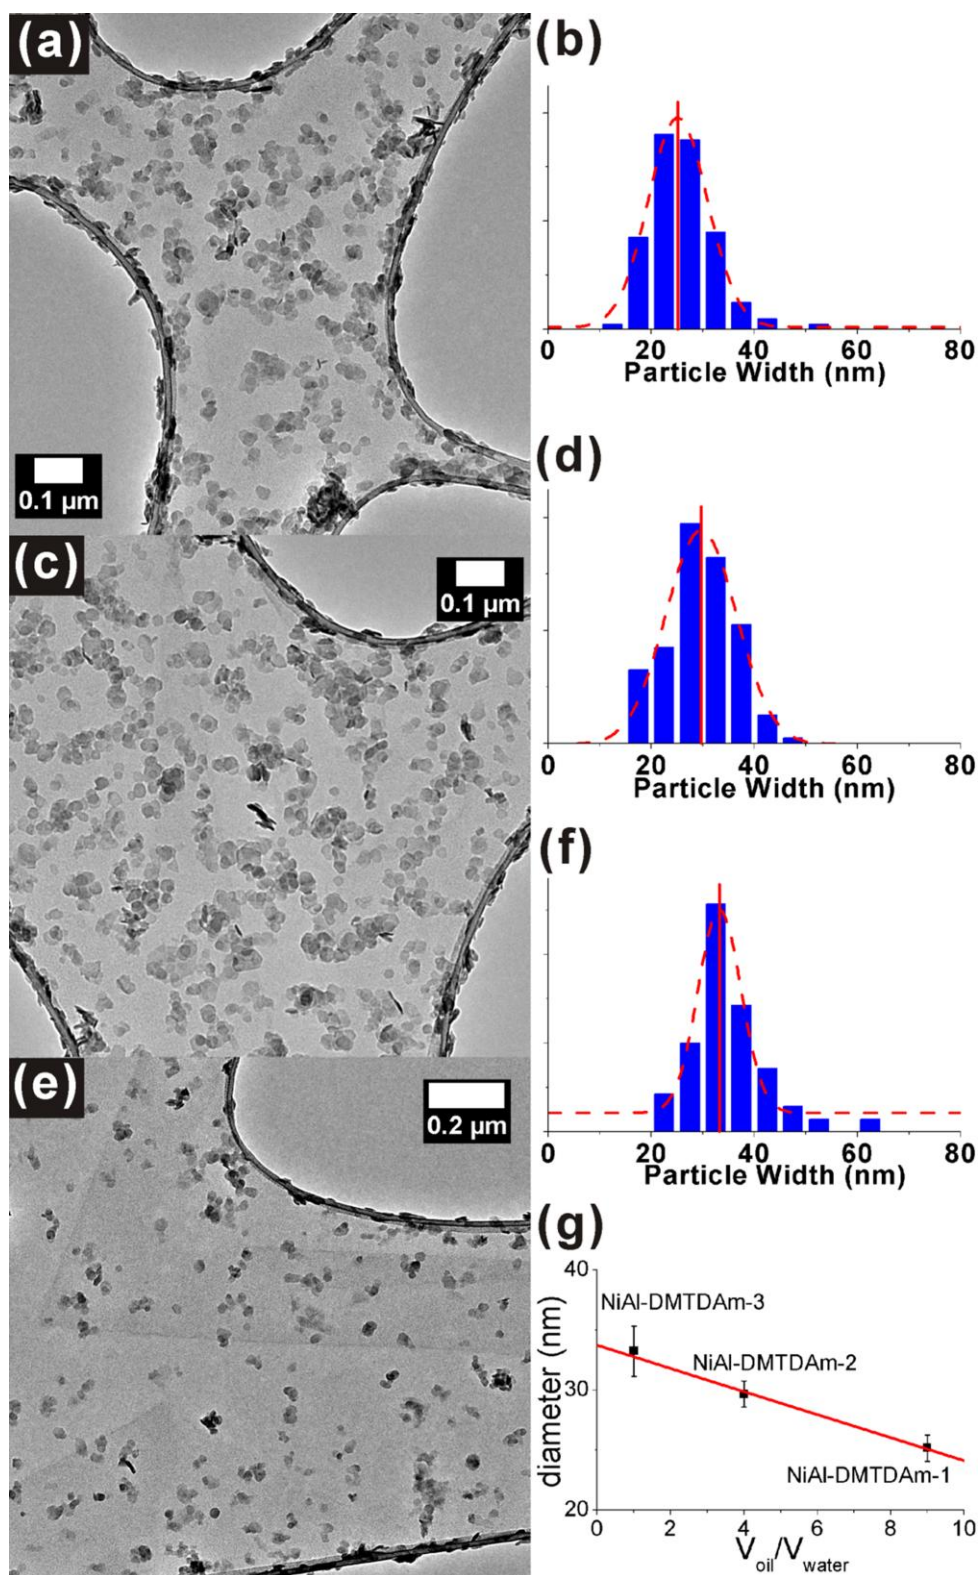 (a)
0.1 µm
(b)
0 20 40 60 80
Particle Width (nm)
(c)
0.1 µm
(d)
0 20 40 60 80
Particle Width (nm)
(e)
0.2 µm
(f)
0 20 40 60 80
Particle Width (nm)
(g)
40
30
20
diameter (nm)
NiAl-DMTDAm-3
NiAl-DMTDAm-2
NiAl-DMTDAm-1
0 2 4 6 8 10
Voil/Vwater